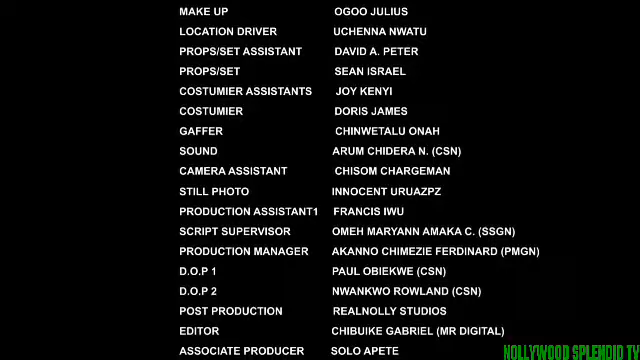 MAKE UP OGOO JULIUS
LOCATION DRIVER UCHENNA NWATU
PROPS/SET ASSISTANT DAVID A. PETER
PROPS/SET SEAN ISRAEL
COSTUMIER ASSISTANTS JOY KENYI
COSTUMIER DORIS JAMES
GAFFER CHINWETALU ONAH
SOUND ARUM CHIDERA N. (CSN)
CAMERA ASSISTANT CHISOM CHARGEMAN
STILL PHOTO INNOCENT URUAZPZ
PRODUCTION ASSISTANT1 FRANCIS IWU
SCRIPT SUPERVISOR OMEH MARYANN AMAKA C. (SSGN)
PRODUCTION MANAGER AKANNO CHIMEZIE FERDINARD (PMGN)
D.O.P 1 PAUL OBIEKWE (CSN)
D.O.P 2 NWANKWO ROWLAND (CSN)
POST PRODUCTION REALNOLLY STUDIOS
EDITOR CHIBUIKE GABRIEL (MR DIGITAL)
ASSOCIATE PRODUCER SOLO APETE
NOLLYWOOD SPLENDID TV